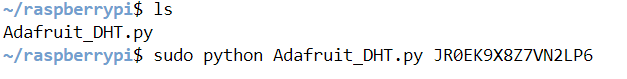 ~/raspberrypi$ ls
Adafruit_DHT.py
~/raspberrypi$ sudo python Adafruit_DHT.py JR0EK9X8Z7VN2LP6